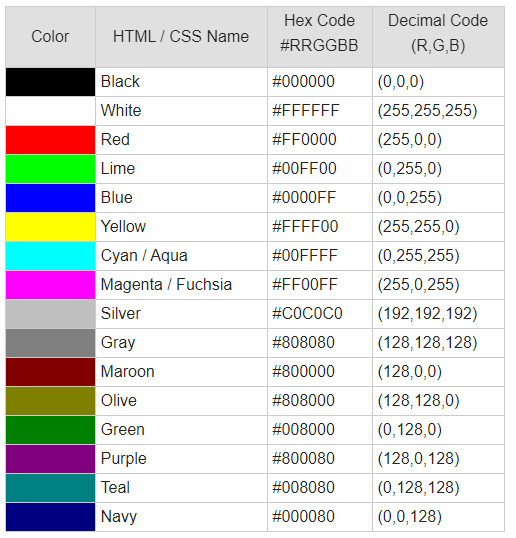 Color HTML / CSS Name Hex Code #RRGGBB Decimal Code (R,G,B)
Black #000000 (0,0,0)
White #FFFFFF (255,255,255)
Red #FF0000 (255,0,0)
Lime #00FF00 (0,255,0)
Blue #0000FF (0,0,255)
Yellow #FFFF00 (255,255,0)
Cyan / Aqua #00FFFF (0,255,255)
Magenta / Fuchsia #FF00FF (255,0,255)
Silver #C0C0C0 (192,192,192)
Gray #808080 (128,128,128)
Maroon #800000 (128,0,0)
Olive #808000 (128,128,0)
Green #008000 (0,128,0)
Purple #800080 (128,0,128)
Teal #008080 (0,128,128)
Navy #000080 (0,0,128)